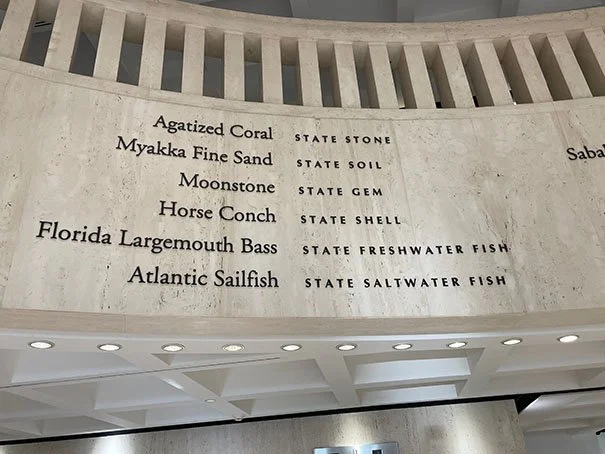 Agatized Coral STATE STONE
Myakka Fine Sand STATE SOIL
Moonstone STATE GEM
Horse Conch STATE SHELL
Florida Largemouth Bass STATE FRESHWATER FISH
Atlantic Sailfish STATE SALTWATER FISH